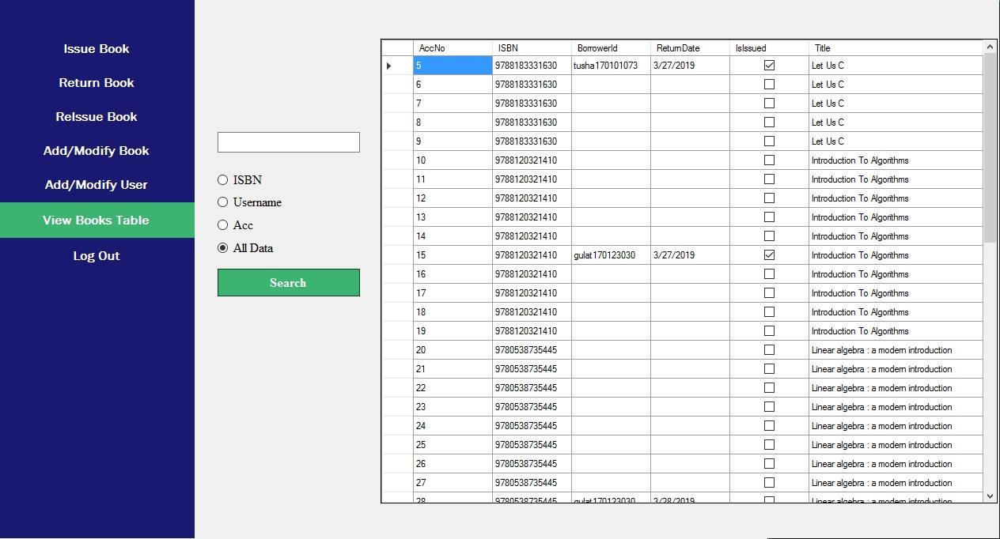 Issue Book
Return Book
ReIssue Book
Add/Modify Book
Add/Modify User
View Books Table
Log Out
ISBN
Username
Acc
All Data
Search
AccNo ISBN BorrowerId ReturnDate IsIssued Title
5 9788183331630 tusha170101073 3/27/2019 Let Us C
6 9788183331630 Let Us C
7 9788183331630 Let Us C
8 9788183331630 Let Us C
9 9788183331630 Let Us C
10 9788120321410 Introduction To Algorithms
11 9788120321410 Introduction To Algorithms
12 9788120321410 Introduction To Algorithms
13 9788120321410 Introduction To Algorithms
14 9788120321410 Introduction To Algorithms
15 9788120321410 gulat170123030 3/27/2019 Introduction To Algorithms
16 9788120321410 Introduction To Algorithms
17 9788120321410 Introduction To Algorithms
18 9788120321410 Introduction To Algorithms
19 9788120321410 Introduction To Algorithms
20 9780538735445 Linear algebra : a modern introduction
21 9780538735445 Linear algebra : a modern introduction
22 9780538735445 Linear algebra : a modern introduction
23 9780538735445 Linear algebra : a modern introduction
24 9780538735445 Linear algebra : a modern introduction
25 9780538735445 Linear algebra : a modern introduction
26 9780538735445 Linear algebra : a modern introduction
27 9780538735445 Linear algebra : a modern introduction
28 9780538735445 gulat170123030 3/28/2019 Linear algebra : a modern introduction